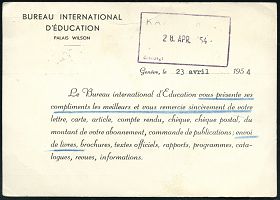 BUREAU INTERNATIONAL
D'ÉDUCATION
PALAIS WILSON
28 APR. 54
Genève, le 23 avril 1954
Le Bureau international d'Education vous présente ses
compliments les meilleurs et vous remercie sincèrement de votre
lettre, carte, article, compte rendu, chèque, chèque postal, du
montant de votre abonnement, commande de publications; envoi
de livres, brochures, textes officiels, rapports, programmes, cata-
logues, revues, informations.